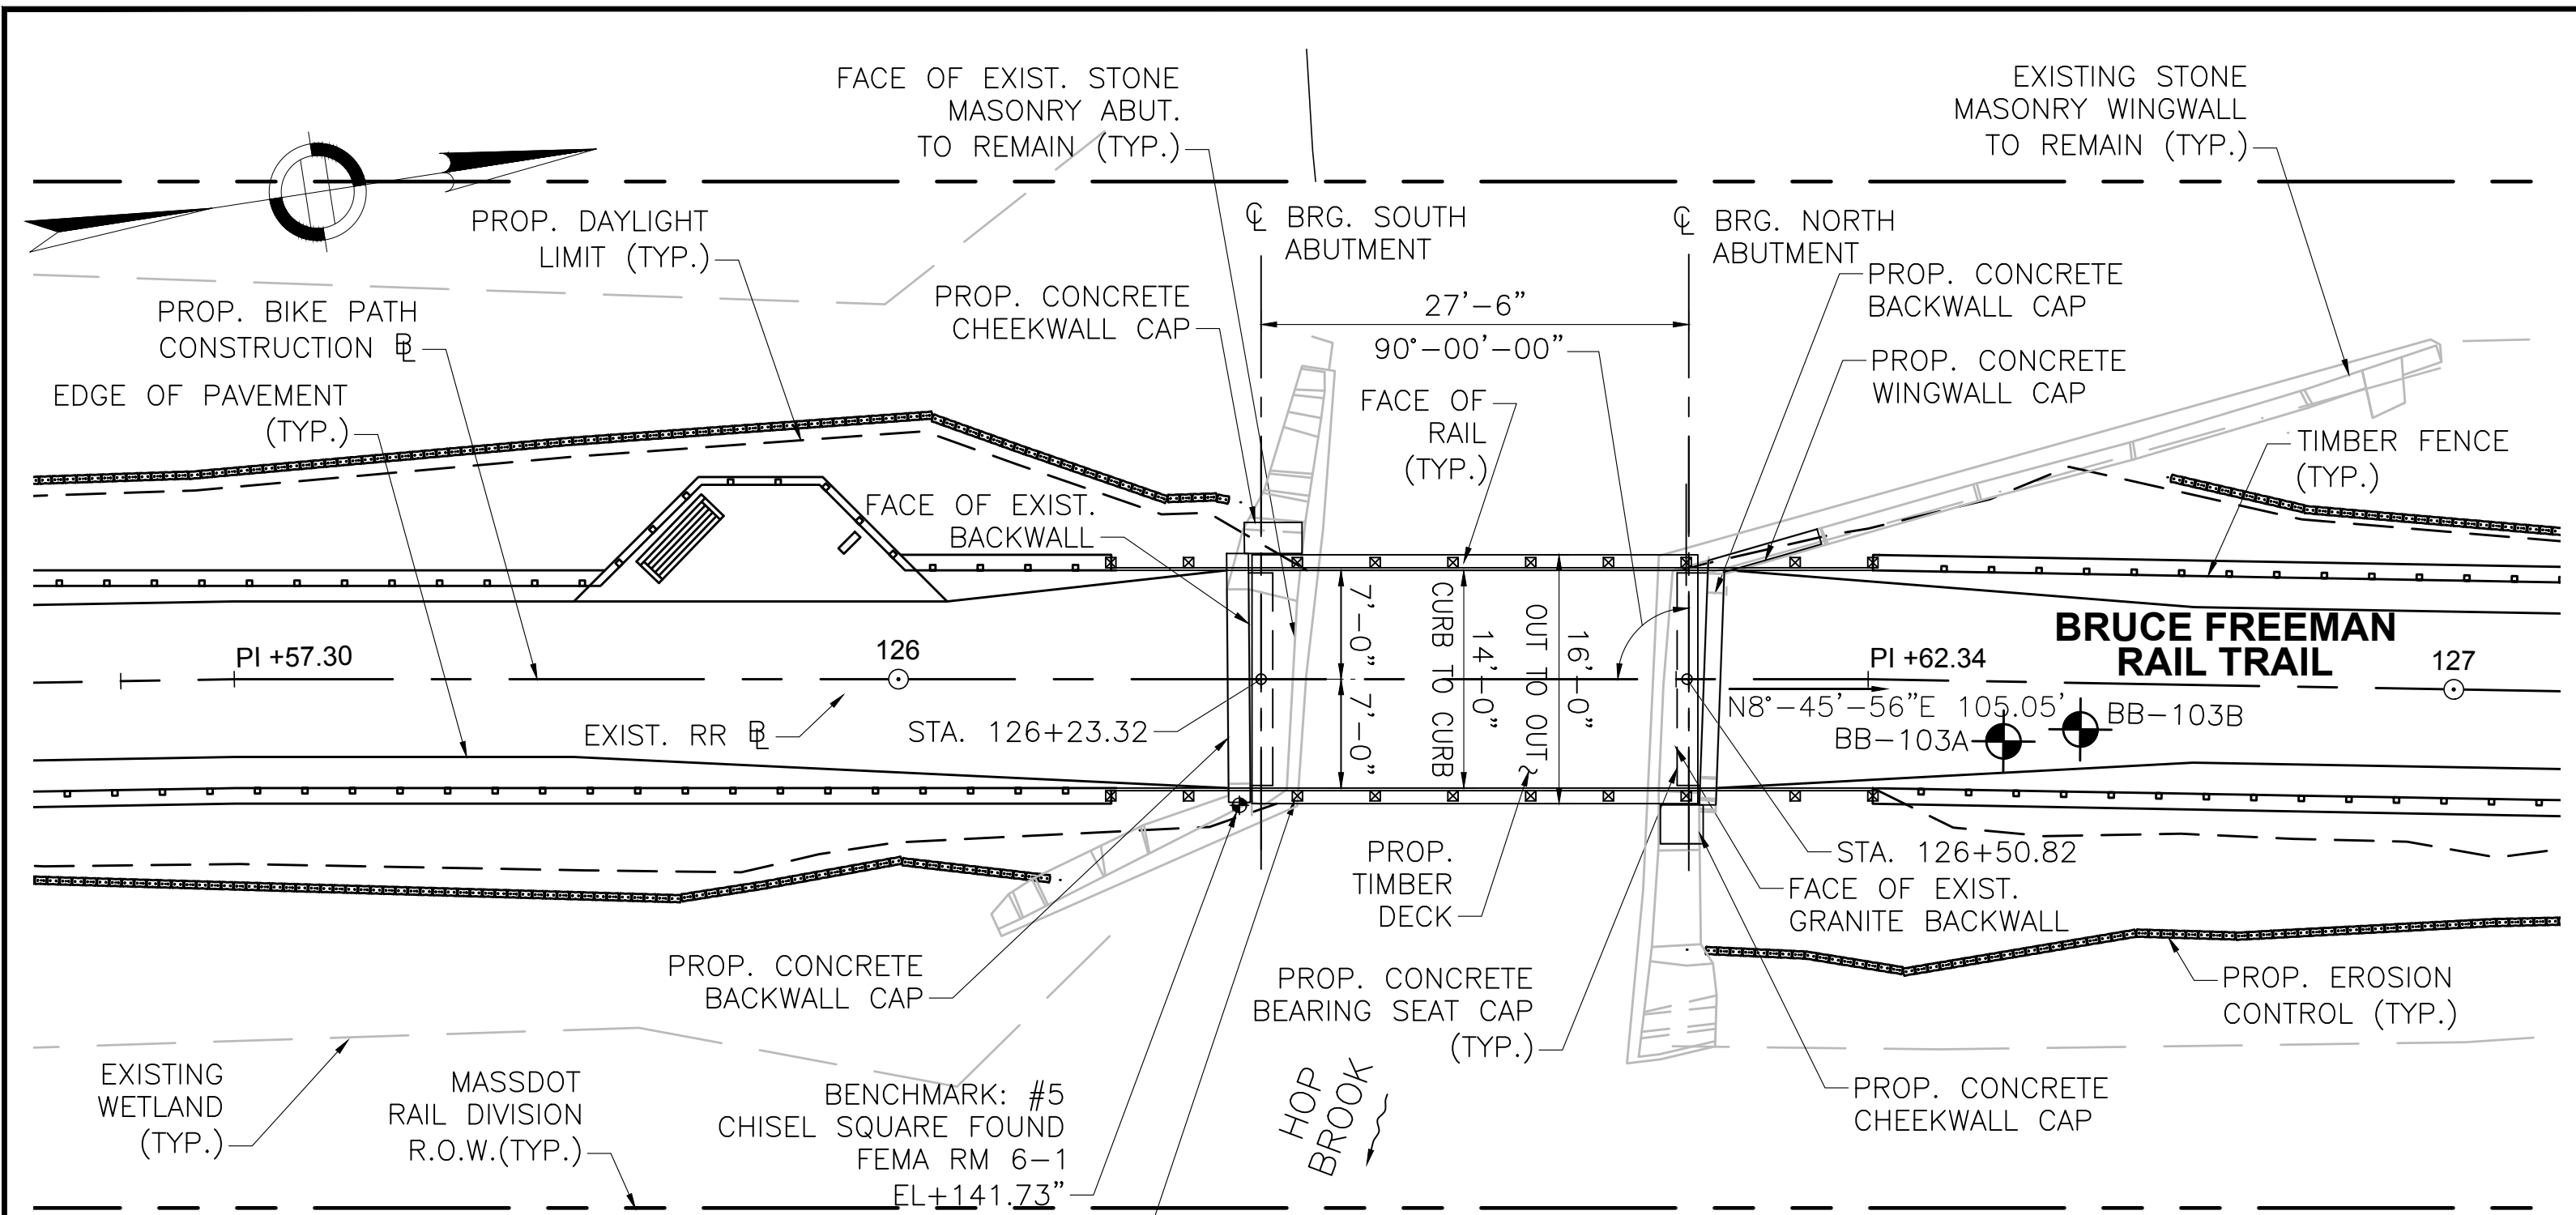 FACE OF EXIST. STONE
MASONRY ABUT.
TO REMAIN (TYP.)
EXISTING STONE
MASONRY WINGWALL
TO REMAIN (TYP.)
PROP. DAYLIGHT
LIMIT (TYP.)
℄ BRG. SOUTH
ABUTMENT
℄ BRG. NORTH
ABUTMENT
PROP. BIKE PATH
CONSTRUCTION BL
PROP. CONCRETE
CHEEKWALL CAP
27'-6"
90°-00'-00"
PROP. CONCRETE
BACKWALL CAP
PROP. CONCRETE
WINGWALL CAP
EDGE OF PAVEMENT
(TYP.)
FACE OF
RAIL
(TYP.)
TIMBER FENCE
(TYP.)
FACE OF EXIST.
BACKWALL
7'-0"
7'-0"
CURB TO CURB
14'-0"
OUT TO OUT
16'-0"
BRUCE FREEMAN
RAIL TRAIL
PI +57.30
126
PI +62.34
127
EXIST. RR BL
STA. 126+23.32
N8°-45'-56"E 105.05'
BB-103A
BB-103B
STA. 126+50.82
PROP.
TIMBER
DECK
FACE OF EXIST.
GRANITE BACKWALL
PROP. CONCRETE
BACKWALL CAP
PROP. CONCRETE
BEARING SEAT CAP
(TYP.)
PROP. EROSION
CONTROL (TYP.)
EXISTING
WETLAND
(TYP.)
MASSDOT
RAIL DIVISION
R.O.W.(TYP.)
BENCHMARK: #5
CHISEL SQUARE FOUND
FEMA RM 6-1
EL+141.73"
HOP
BROOK
PROP. CONCRETE
CHEEKWALL CAP